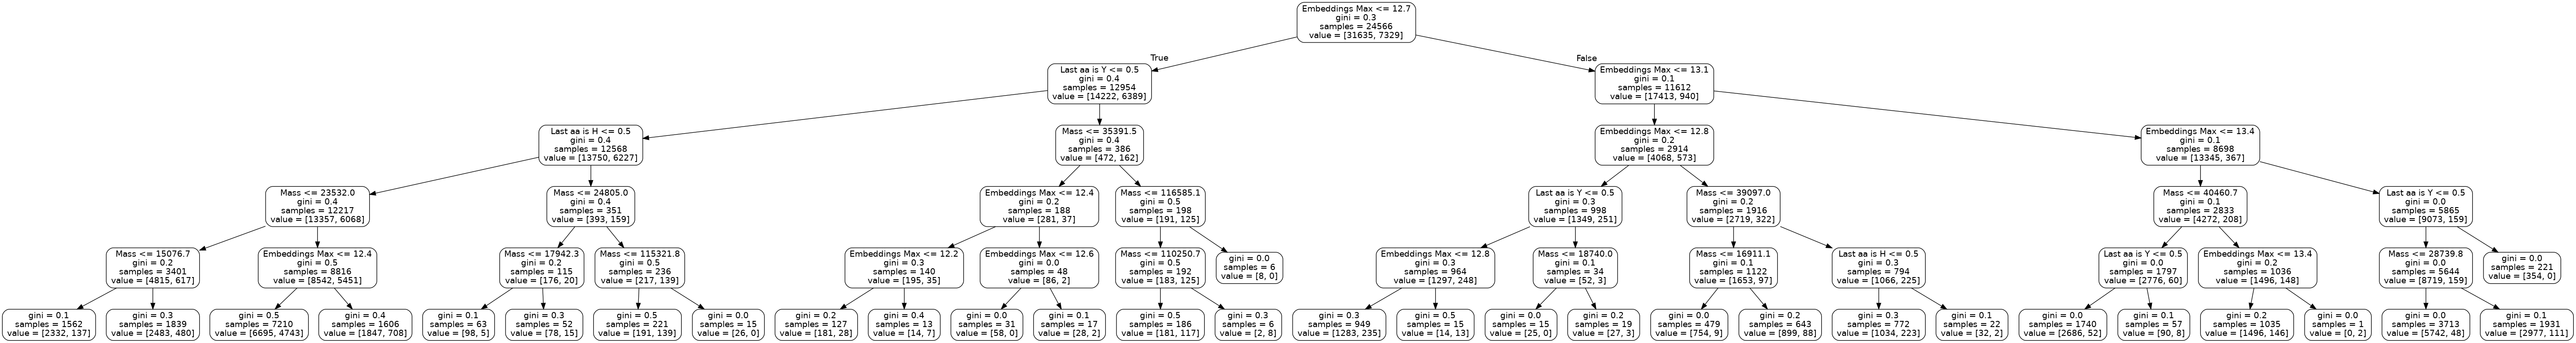 Embeddings Max <= 12.7
gini = 0.3
samples = 24566
value = [31635, 7329]
True
False
Last aa is Y <= 0.5
gini = 0.4
samples = 12954
value = [14222, 6389]
Embeddings Max <= 13.1
gini = 0.1
samples = 11612
value = [17413, 940]
Last aa is H <= 0.5
gini = 0.4
samples = 12568
value = [13750, 6227]
Mass <= 35391.5
gini = 0.4
samples = 386
value = [472, 162]
Embeddings Max <= 12.8
gini = 0.2
samples = 2914
value = [4068, 573]
Embeddings Max <= 13.4
gini = 0.1
samples = 8698
value = [13345, 367]
Mass <= 23532.0
gini = 0.4
samples = 12217
value = [13357, 6068]
Mass <= 24805.0
gini = 0.4
samples = 351
value = [393, 159]
Embeddings Max <= 12.4
gini = 0.2
samples = 188
value = [281, 37]
Mass <= 116585.1
gini = 0.5
samples = 198
value = [191, 125]
Last aa is Y <= 0.5
gini = 0.3
samples = 998
value = [1349, 251]
Mass <= 39097.0
gini = 0.2
samples = 1916
value = [2719, 322]
Mass <= 40460.7
gini = 0.1
samples = 2833
value = [4272, 208]
Last aa is Y <= 0.5
gini = 0.0
samples = 5865
value = [9073, 159]
Mass <= 15076.7
gini = 0.2
samples = 3401
value = [4815, 617]
Embeddings Max <= 12.4
gini = 0.5
samples = 8816
value = [8542, 5451]
Mass <= 17942.3
gini = 0.2
samples = 115
value = [176, 20]
Mass <= 115321.8
gini = 0.5
samples = 236
value = [217, 139]
Embeddings Max <= 12.2
gini = 0.3
samples = 140
value = [195, 35]
Embeddings Max <= 12.6
gini = 0.0
samples = 48
value = [86, 2]
Mass <= 110250.7
gini = 0.5
samples = 192
value = [183, 125]
gini = 0.0
samples = 6
value = [8, 0]
Embeddings Max <= 12.8
gini = 0.3
samples = 964
value = [1297, 248]
Mass <= 18740.0
gini = 0.1
samples = 34
value = [52, 3]
Mass <= 16911.1
gini = 0.1
samples = 1122
value = [1653, 97]
Last aa is H <= 0.5
gini = 0.3
samples = 794
value = [1066, 225]
Last aa is Y <= 0.5
gini = 0.0
samples = 1797
value = [2776, 60]
Embeddings Max <= 13.4
gini = 0.2
samples = 1036
value = [1496, 148]
Mass <= 28739.8
gini = 0.0
samples = 5644
value = [8719, 159]
gini = 0.0
samples = 221
value = [354, 0]
gini = 0.1
samples = 1562
value = [2332, 137]
gini = 0.3
samples = 1839
value = [2483, 480]
gini = 0.5
samples = 7210
value = [6695, 4743]
gini = 0.4
samples = 1606
value = [1847, 708]
gini = 0.1
samples = 63
value = [98, 5]
gini = 0.3
samples = 52
value = [78, 15]
gini = 0.5
samples = 221
value = [191, 139]
gini = 0.0
samples = 15
value = [26, 0]
gini = 0.2
samples = 127
value = [181, 28]
gini = 0.4
samples = 13
value = [14, 7]
gini = 0.0
samples = 31
value = [58, 0]
gini = 0.1
samples = 17
value = [28, 2]
gini = 0.5
samples = 186
value = [181, 117]
gini = 0.3
samples = 6
value = [2, 8]
gini = 0.3
samples = 949
value = [1283, 235]
gini = 0.5
samples = 15
value = [14, 13]
gini = 0.0
samples = 15
value = [25, 0]
gini = 0.2
samples = 19
value = [27, 3]
gini = 0.0
samples = 479
value = [754, 9]
gini = 0.2
samples = 643
value = [899, 88]
gini = 0.3
samples = 772
value = [1034, 223]
gini = 0.1
samples = 22
value = [32, 2]
gini = 0.0
samples = 1740
value = [2686, 52]
gini = 0.1
samples = 57
value = [90, 8]
gini = 0.2
samples = 1035
value = [1496, 146]
gini = 0.0
samples = 1
value = [0, 2]
gini = 0.0
samples = 3713
value = [5742, 48]
gini = 0.1
samples = 1931
value = [2977, 111]